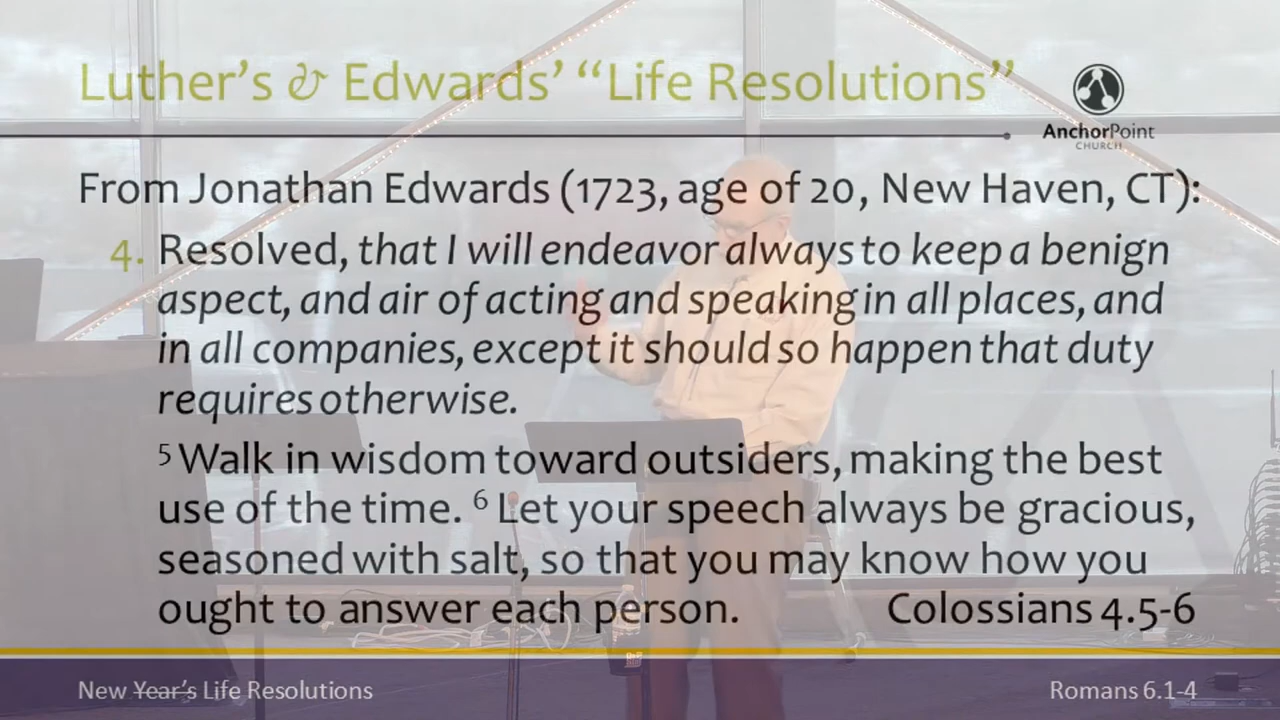 Luther’s & Edwards’ “Life Resolutions”
AnchorPoint
CHURCH
From Jonathan Edwards (1723, age of 20, New Haven, CT):
4. Resolved, that I will endeavor always to keep a benign
aspect, and air of acting and speaking in all places, and
in all companies, except it should so happen that duty
requires otherwise.
5 Walk in wisdom toward outsiders, making the best
use of the time. 6 Let your speech always be gracious,
seasoned with salt, so that you may know how you
ought to answer each person. Colossians 4.5-6
New Year’s Life Resolutions
Romans 6.1-4